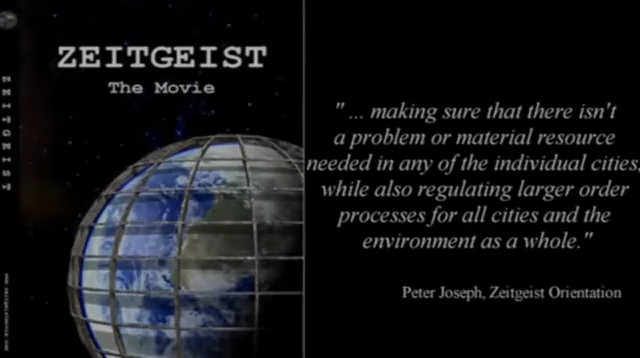 ZEITGEIST
The Movie
ZEITGEIST
" ... making sure that there isn't
a problem or material resource
needed in any of the individual cities,
while also regulating larger order
processes for all cities and the
environment as a whole."
Peter Joseph, Zeitgeist Orientation